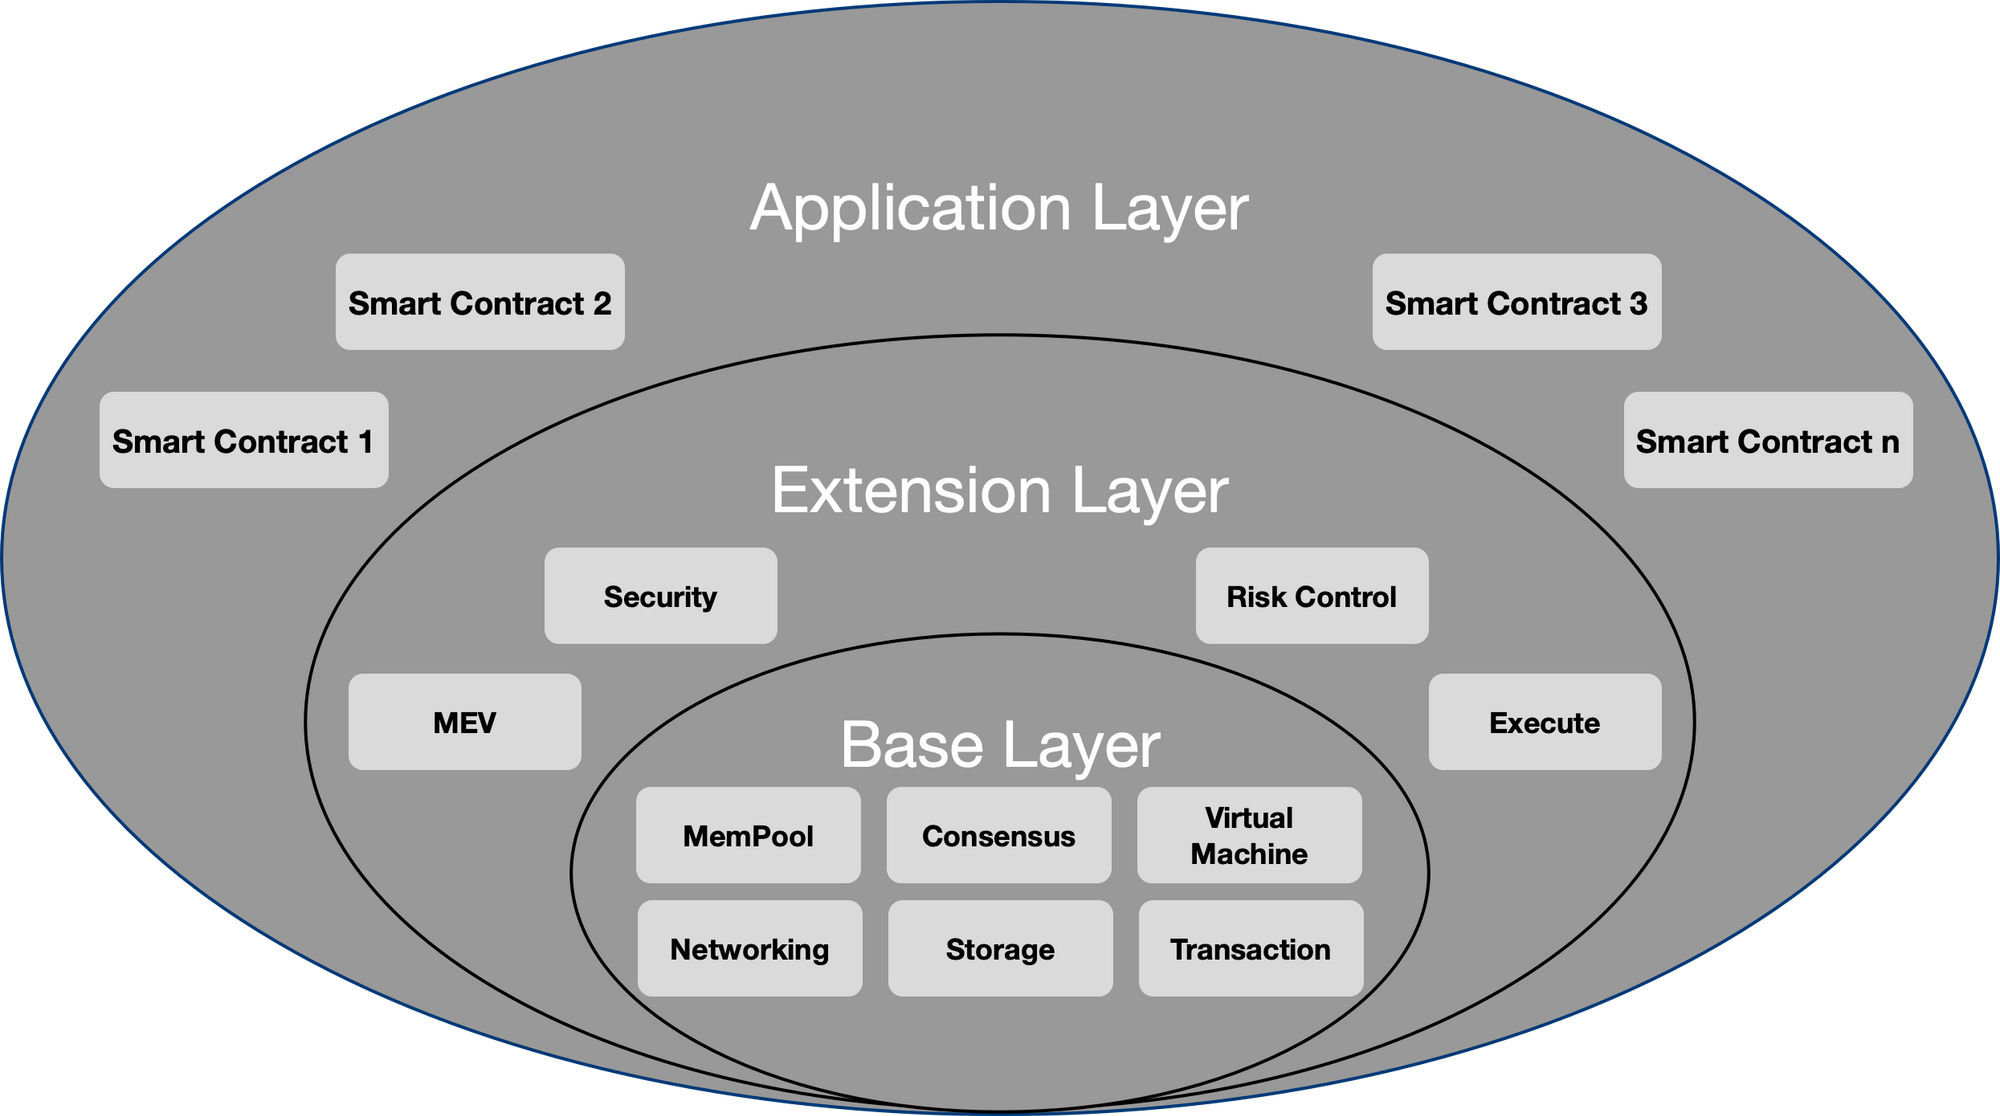 Application Layer
Smart Contract 2
Smart Contract 3
Smart Contract 1
Smart Contract n
Extension Layer
Security
Risk Control
MEV
Execute
Base Layer
MemPool
Consensus
Virtual
Machine
Networking
Storage
Transaction